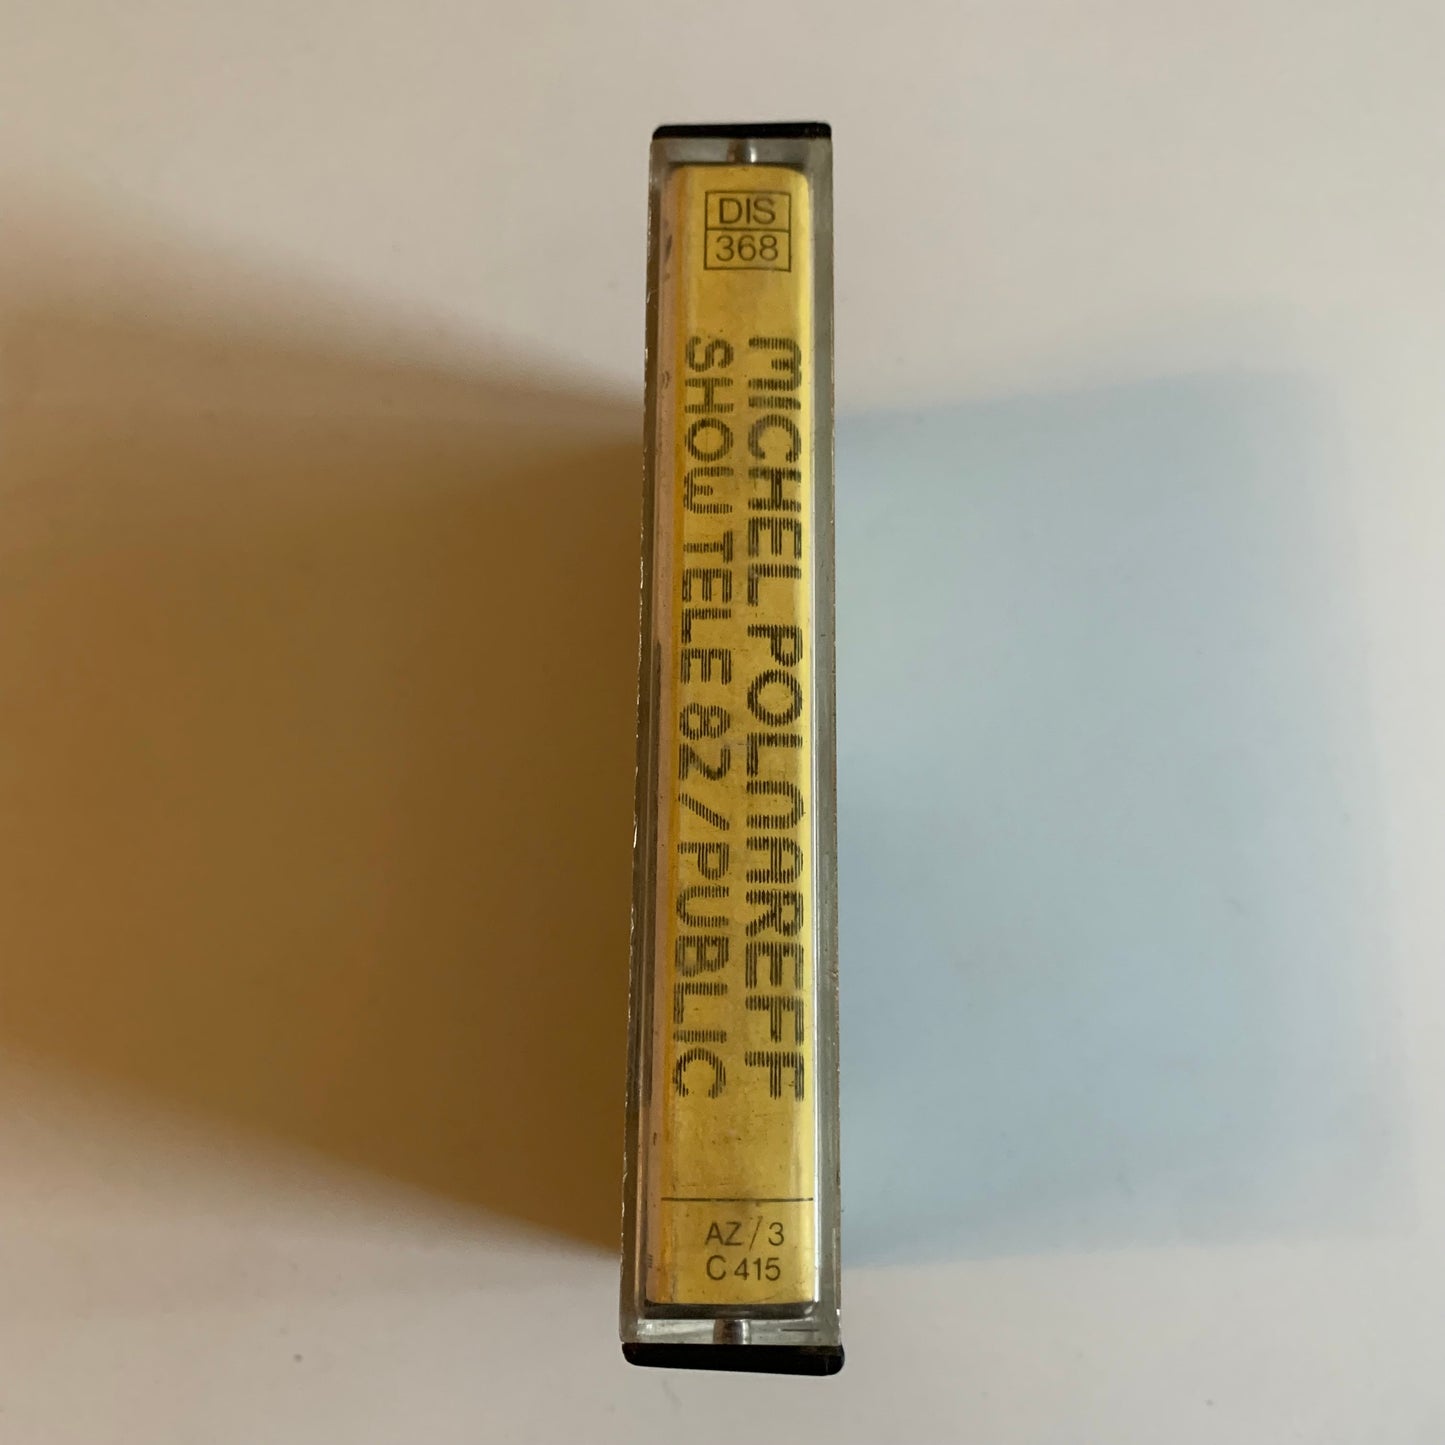 DIS
368
MICHEL POLNAREFF
SHOW TELE 82/PUBLIC
AZ/3
C 415